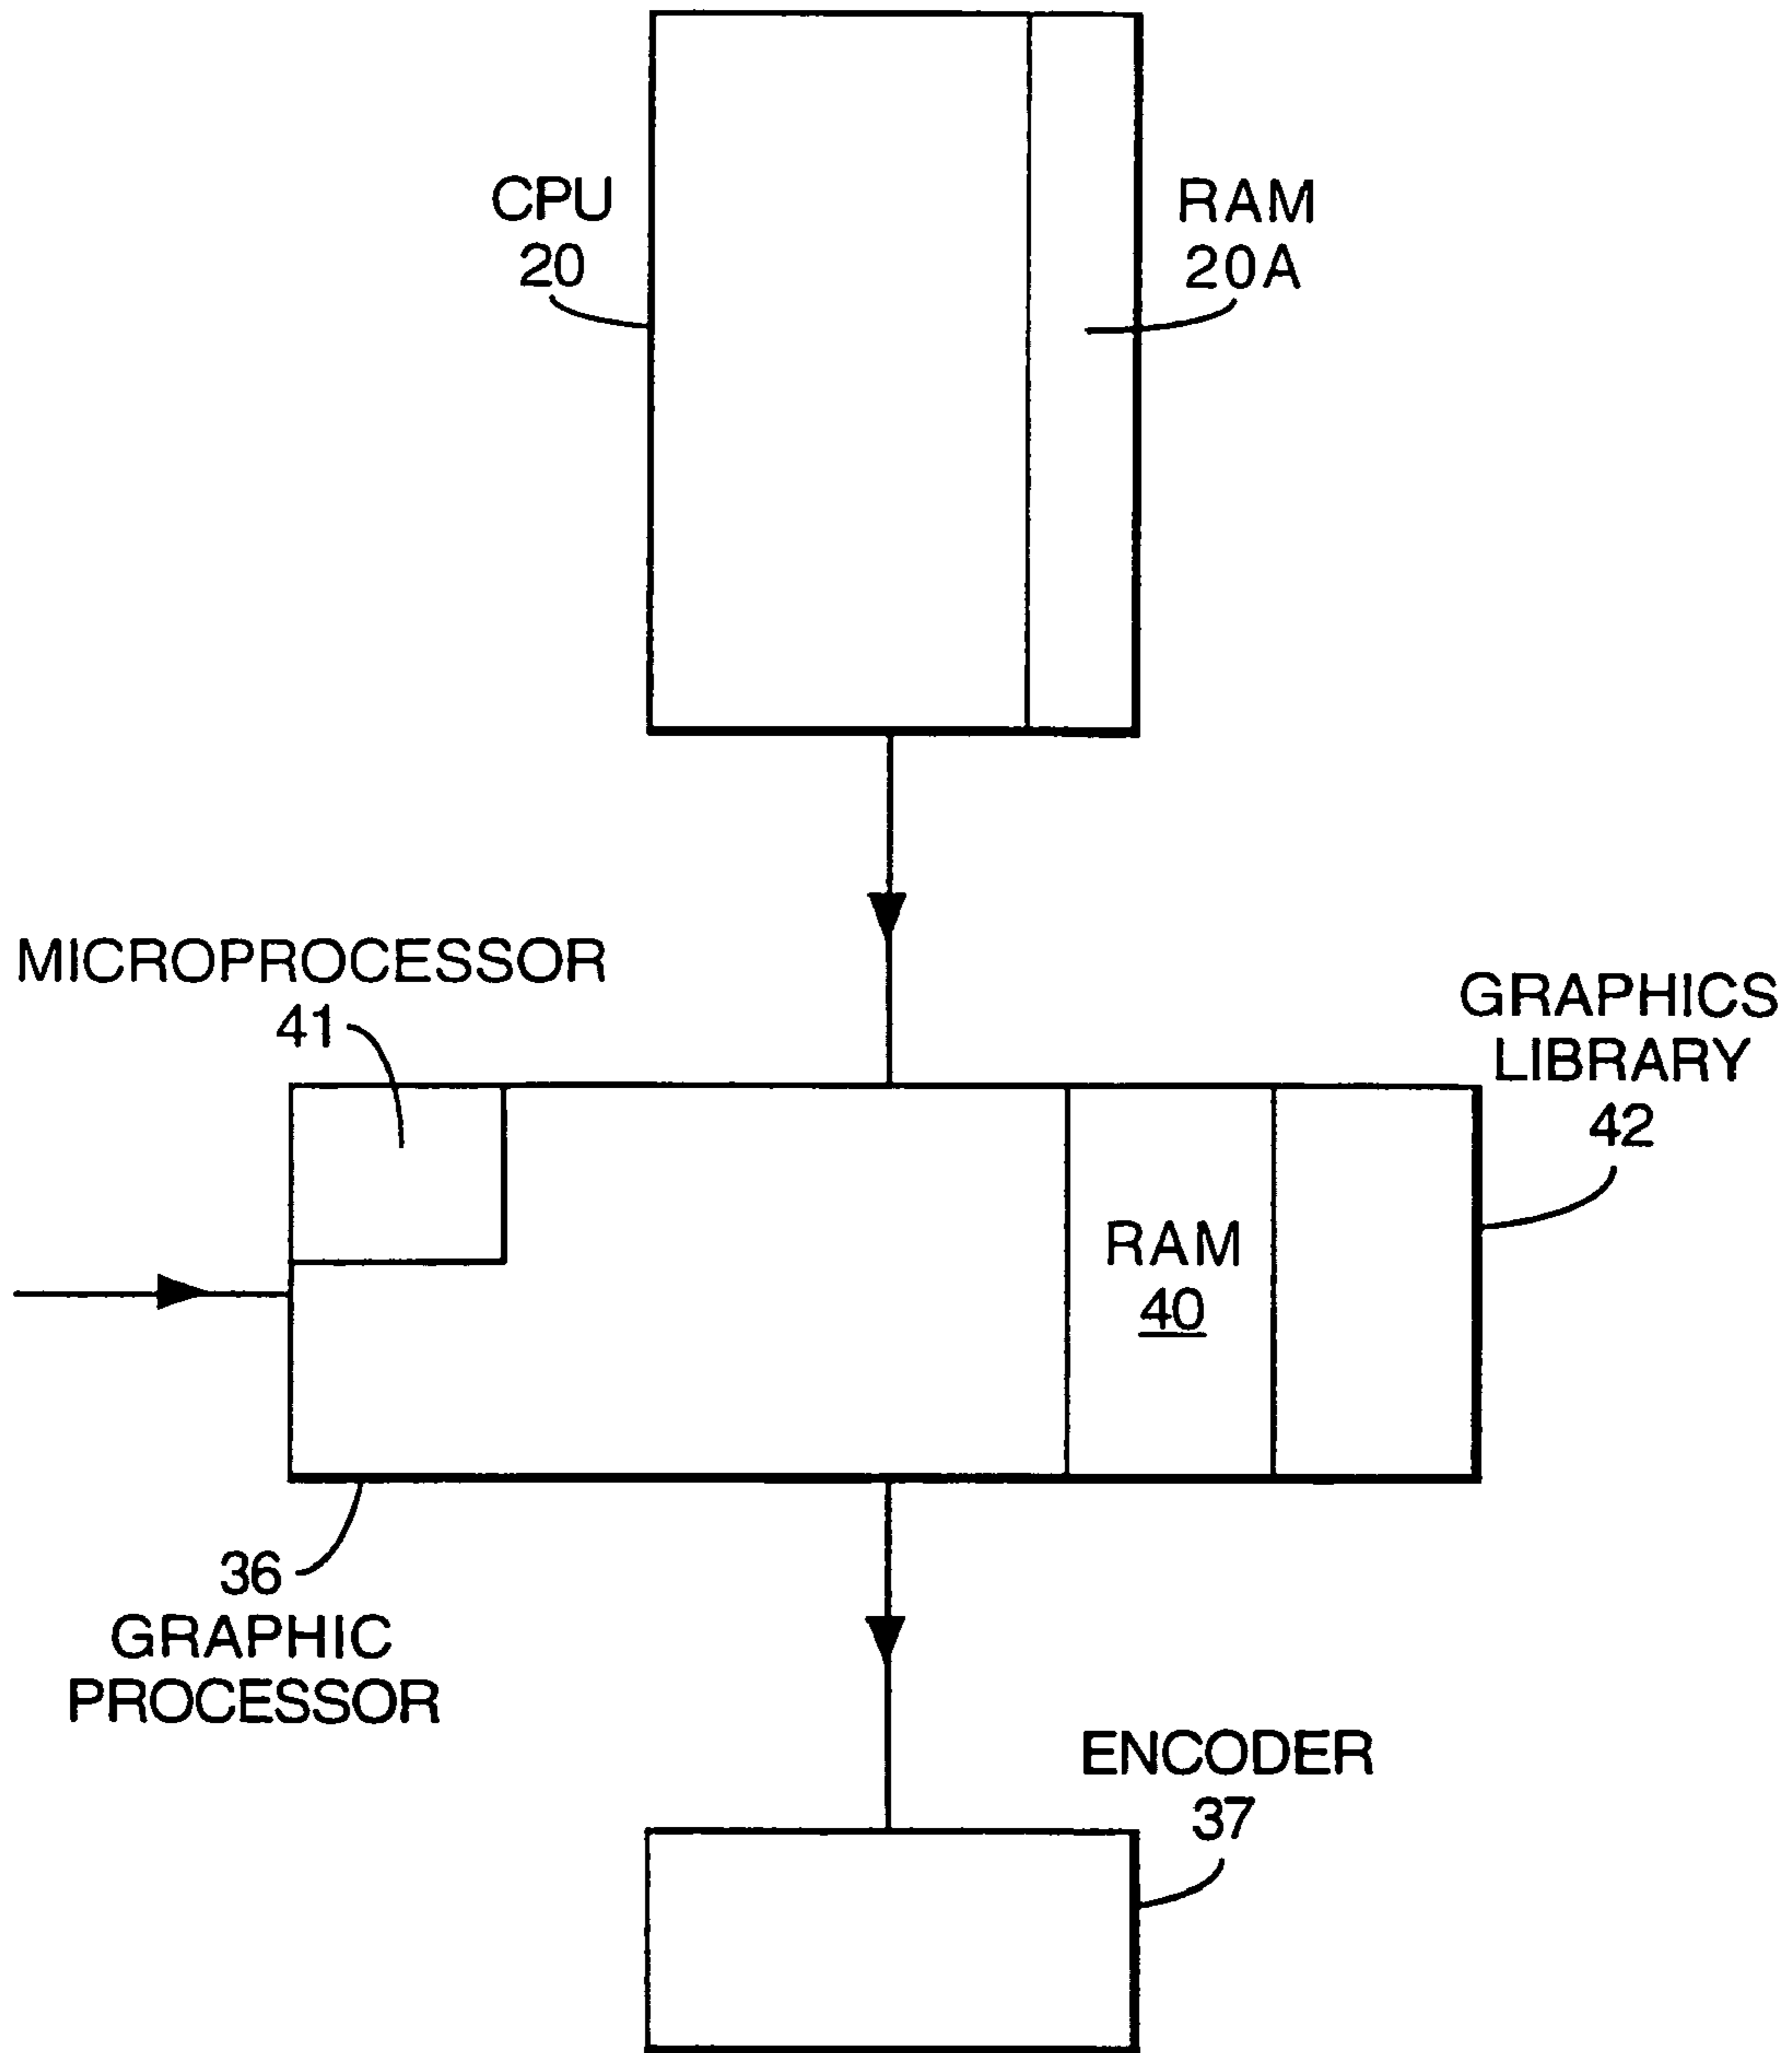 CPU
20
RAM
20A
MICROPROCESSOR
41
GRAPHICS
LIBRARY
42
RAM
40
36
GRAPHIC
PROCESSOR
ENCODER
37